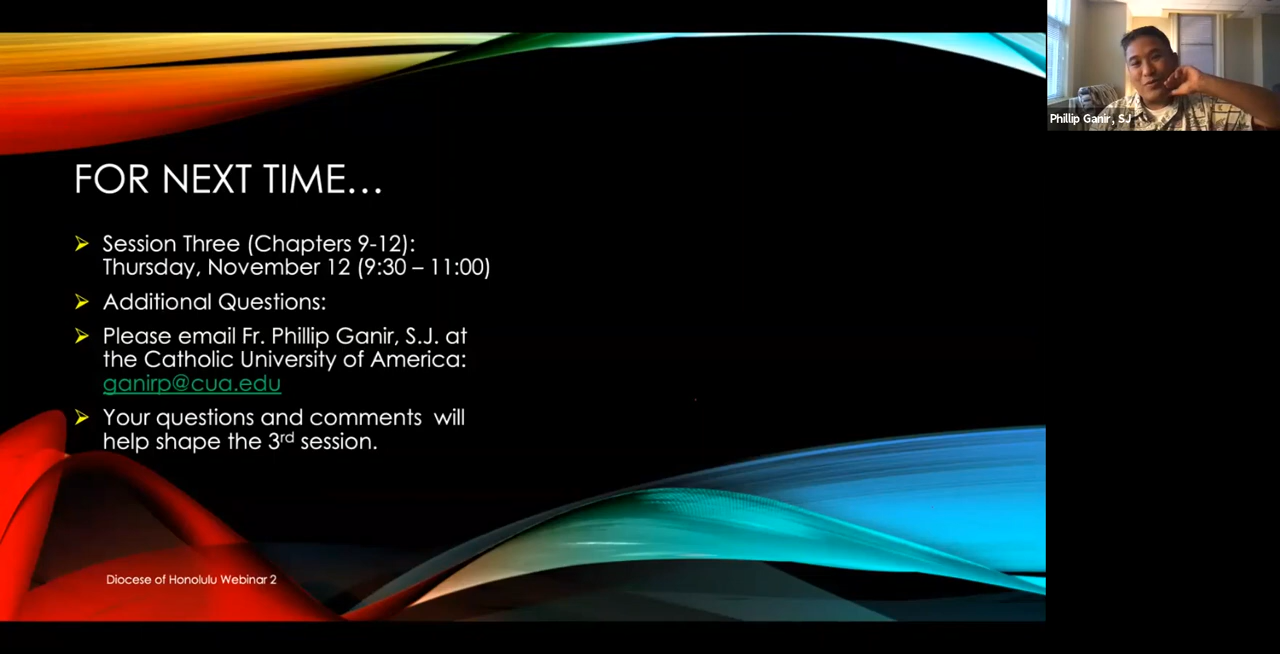 Phillip Ganir, SJ
FOR NEXT TIME…
Session Three (Chapters 9-12):
Thursday, November 12 (9:30 – 11:00)
Additional Questions:
Please email Fr. Phillip Ganir, S.J. at
the Catholic University of America:
ganirp@cua.edu
Your questions and comments will
help shape the 3rd session.
Diocese of Honolulu Webinar 2